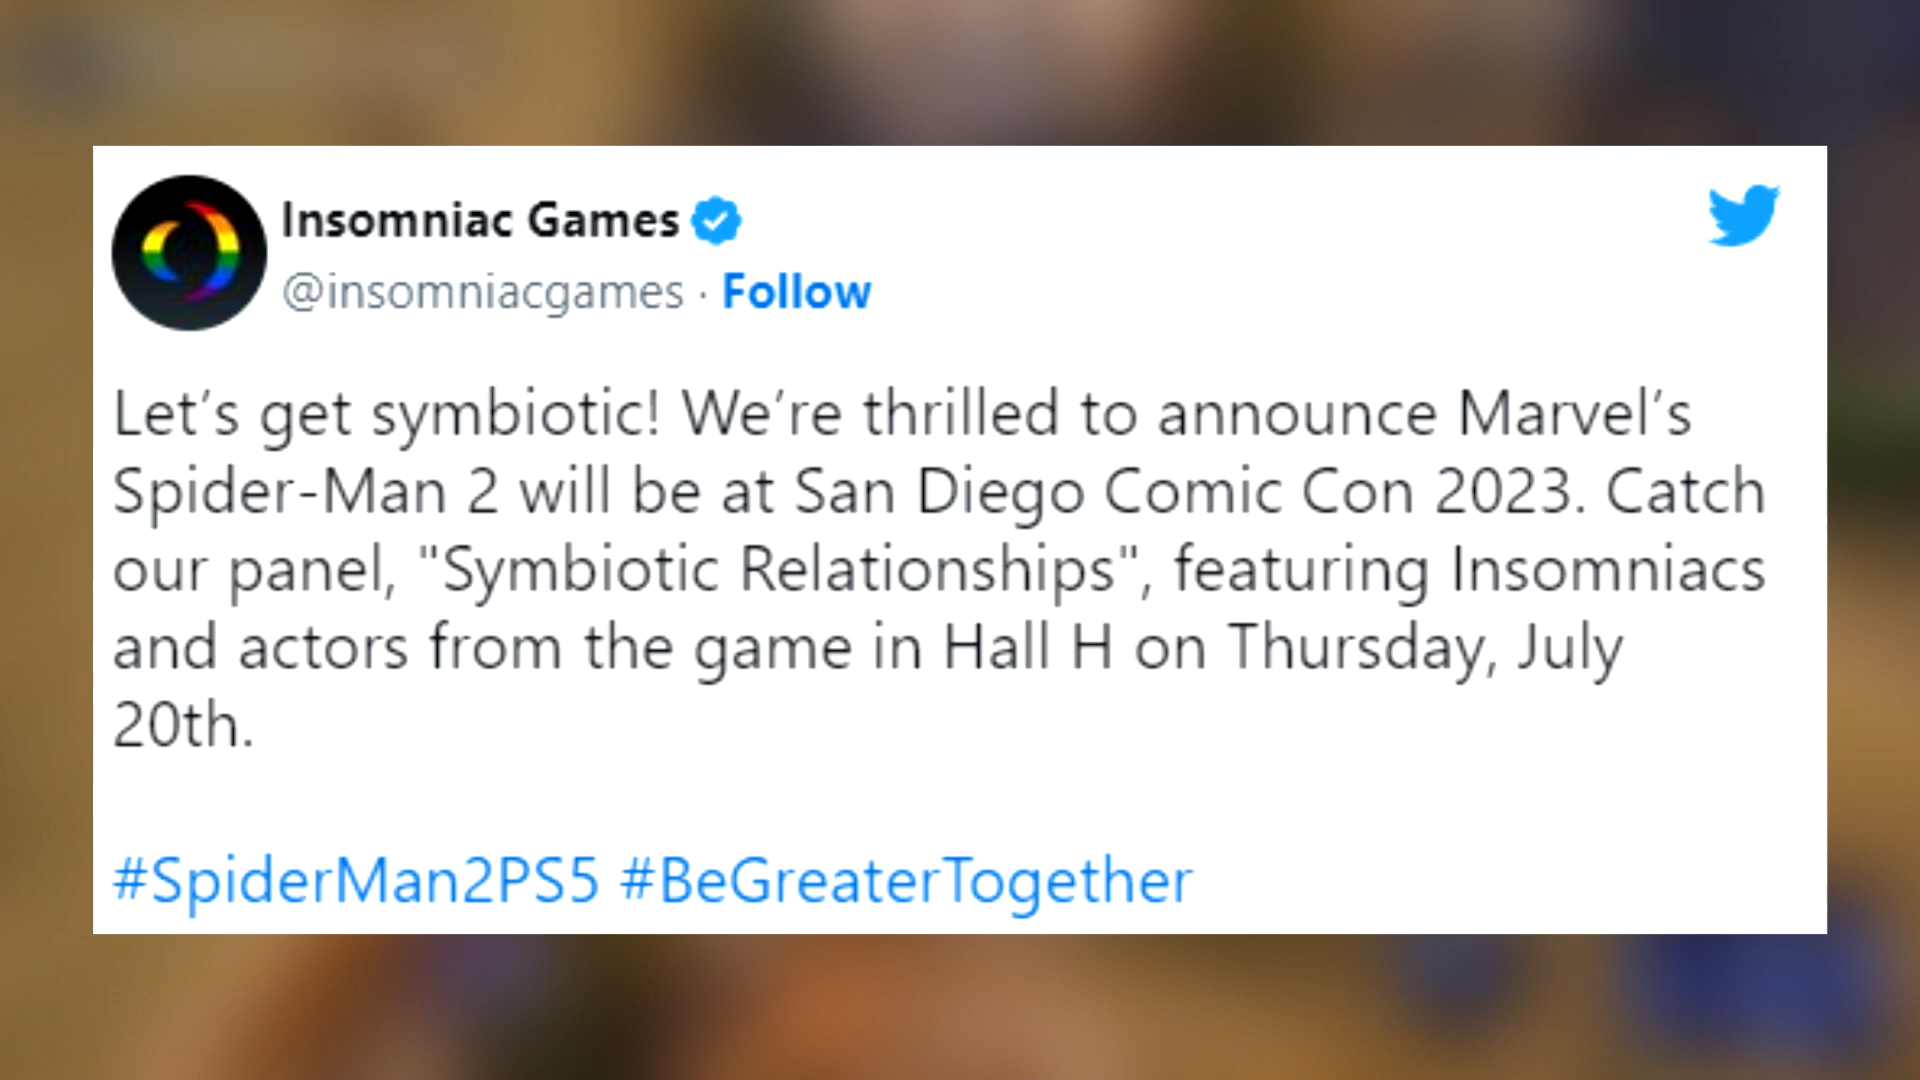 Insomniac Games
@insomniacgames · Follow
Let’s get symbiotic! We’re thrilled to announce Marvel’s
Spider-Man 2 will be at San Diego Comic Con 2023. Catch
our panel, "Symbiotic Relationships", featuring Insomniacs
and actors from the game in Hall H on Thursday, July
20th.
#SpiderMan2PS5 #BeGreaterTogether